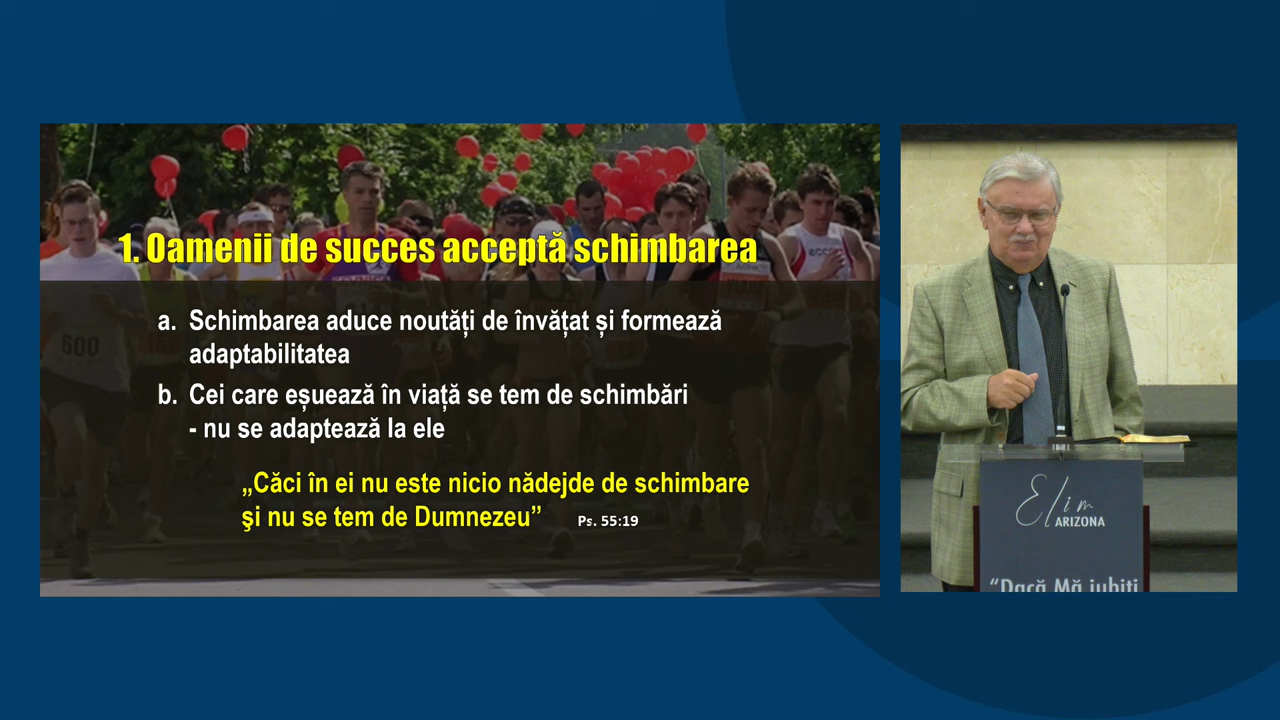 1. Oamenii de succes acceptă schimbarea
a. Schimbarea aduce noutăți de învățat și formează
adaptabilitatea
b. Cei care eșuează în viață se tem de schimbări
- nu se adaptează la ele
„Căci în ei nu este nicio nădejde de schimbare
şi nu se tem de Dumnezeu” Ps. 55:19
600
Elim
ARIZONA
“Dacă Mă iubiți